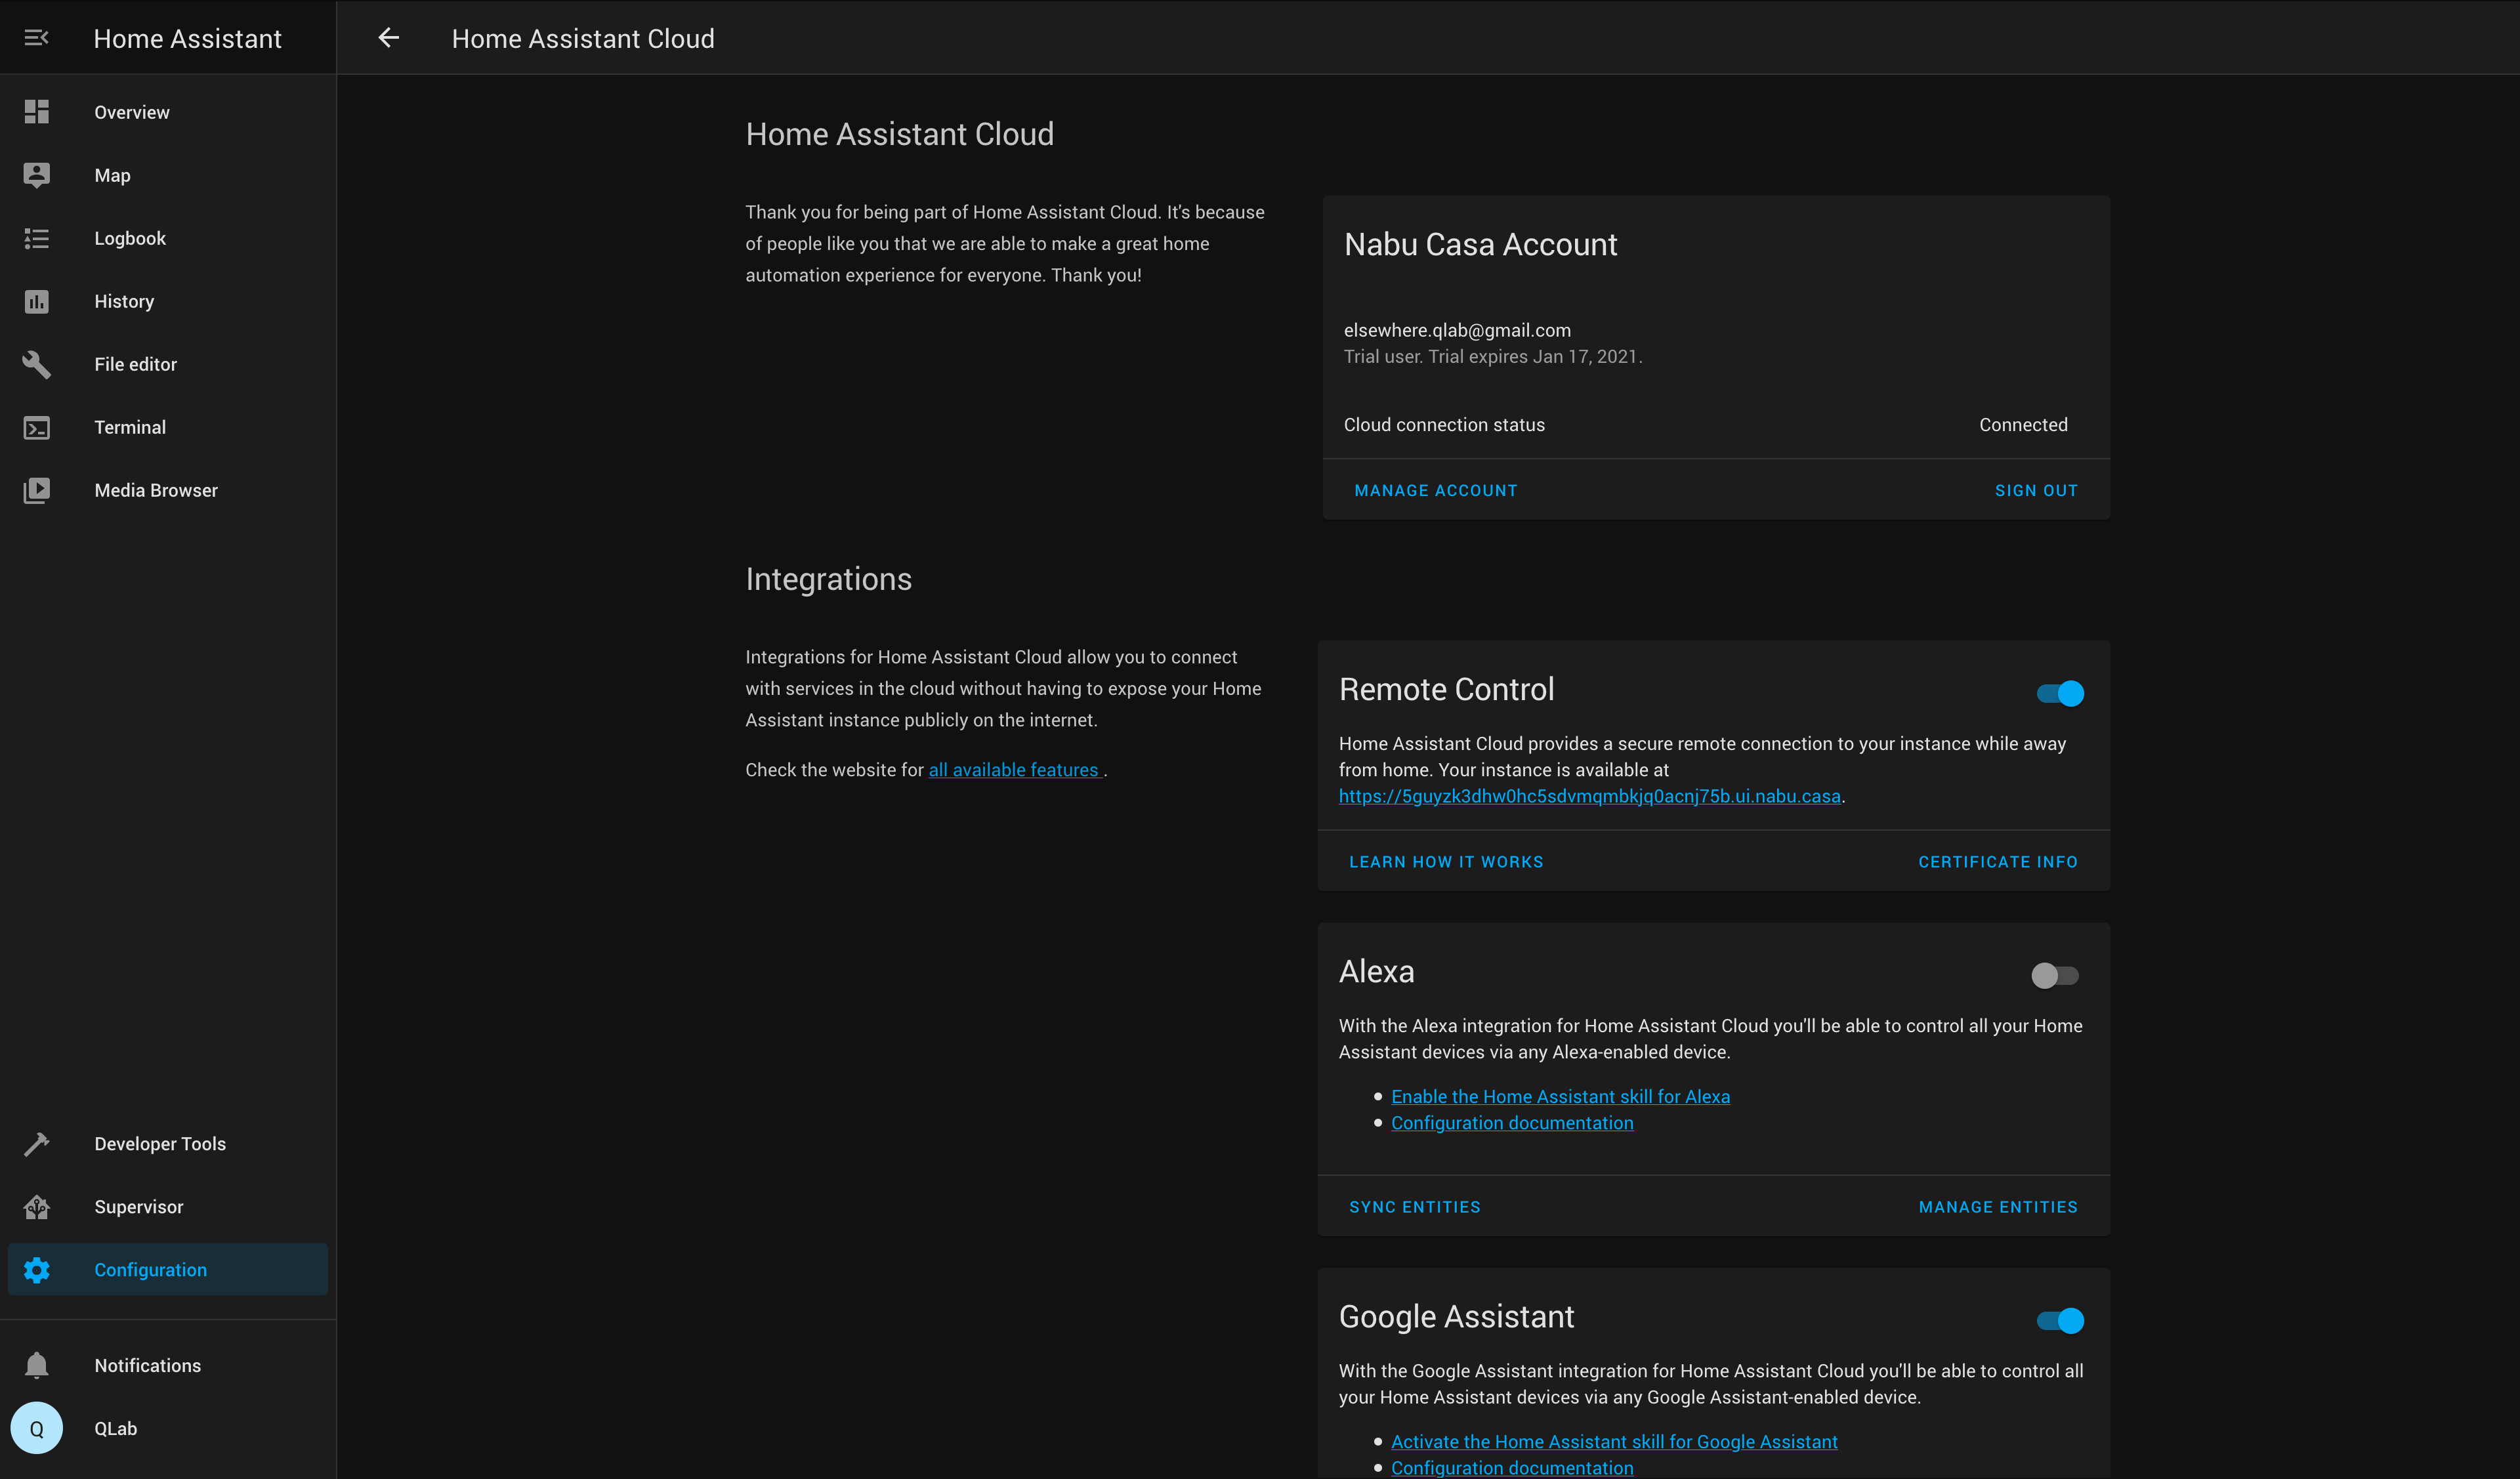 Home Assistant
Overview
Map
Logbook
History
File editor
Terminal
Media Browser
Developer Tools
Supervisor
Configuration
Notifications
Q
QLab
Home Assistant Cloud
Home Assistant Cloud
Thank you for being part of Home Assistant Cloud. It's because
of people like you that we are able to make a great home
automation experience for everyone. Thank you!
Nabu Casa Account
elsewhere.qlab@gmail.com
Trial user. Trial expires Jan 17, 2021.
Cloud connection status Connected
MANAGE ACCOUNT SIGN OUT
Integrations
Integrations for Home Assistant Cloud allow you to connect
with services in the cloud without having to expose your Home
Assistant instance publicly on the internet.
Check the website for all available features .
Remote Control
Home Assistant Cloud provides a secure remote connection to your instance while away
from home. Your instance is available at
https://5guyzk3dhw0hc5sdvmqmbkjq0acnj75b.ui.nabu.casa.
LEARN HOW IT WORKS CERTIFICATE INFO
Alexa
With the Alexa integration for Home Assistant Cloud you'll be able to control all your Home
Assistant devices via any Alexa-enabled device.
Enable the Home Assistant skill for Alexa
Configuration documentation
SYNC ENTITIES MANAGE ENTITIES
Google Assistant
With the Google Assistant integration for Home Assistant Cloud you'll be able to control all
your Home Assistant devices via any Google Assistant-enabled device.
Activate the Home Assistant skill for Google Assistant
Configuration documentation